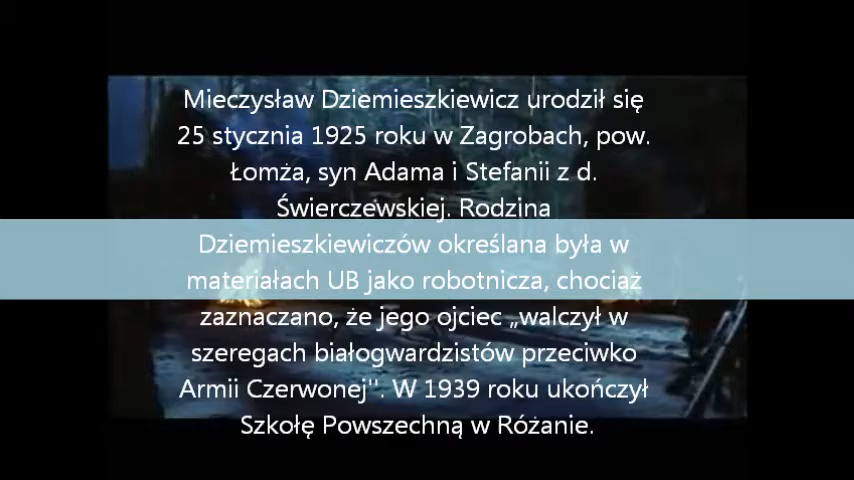 Mieczysław Dziemieszkiewicz urodził się
25 stycznia 1925 roku w Zagrobach, pow.
Łomża, syn Adama i Stefanii z d.
Świerczewskiej. Rodzina
Dziemieszkiewiczów określana była w
materiałach UB jako robotnicza, chociaż
zaznaczano, że jego ojciec „walczył w
szeregach białogwardzistów przeciwko
Armii Czerwonej''. W 1939 roku ukończył
Szkołę Powszechną w Różanie.